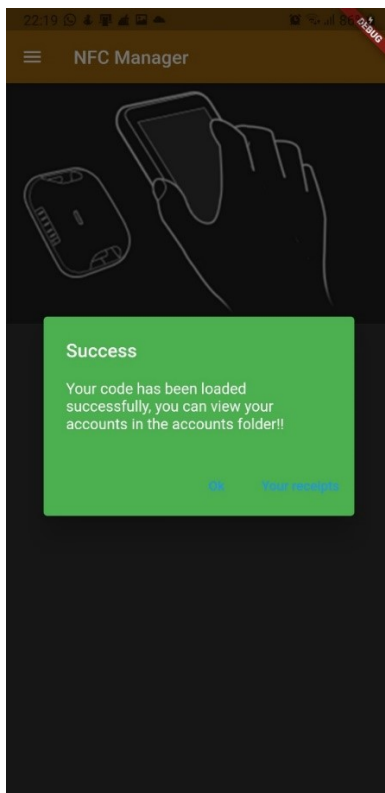 22:19
DEBUG
NFC Manager
Success
Your code has been loaded
successfully, you can view your
accounts in the accounts folder!!
Ok Your receipts